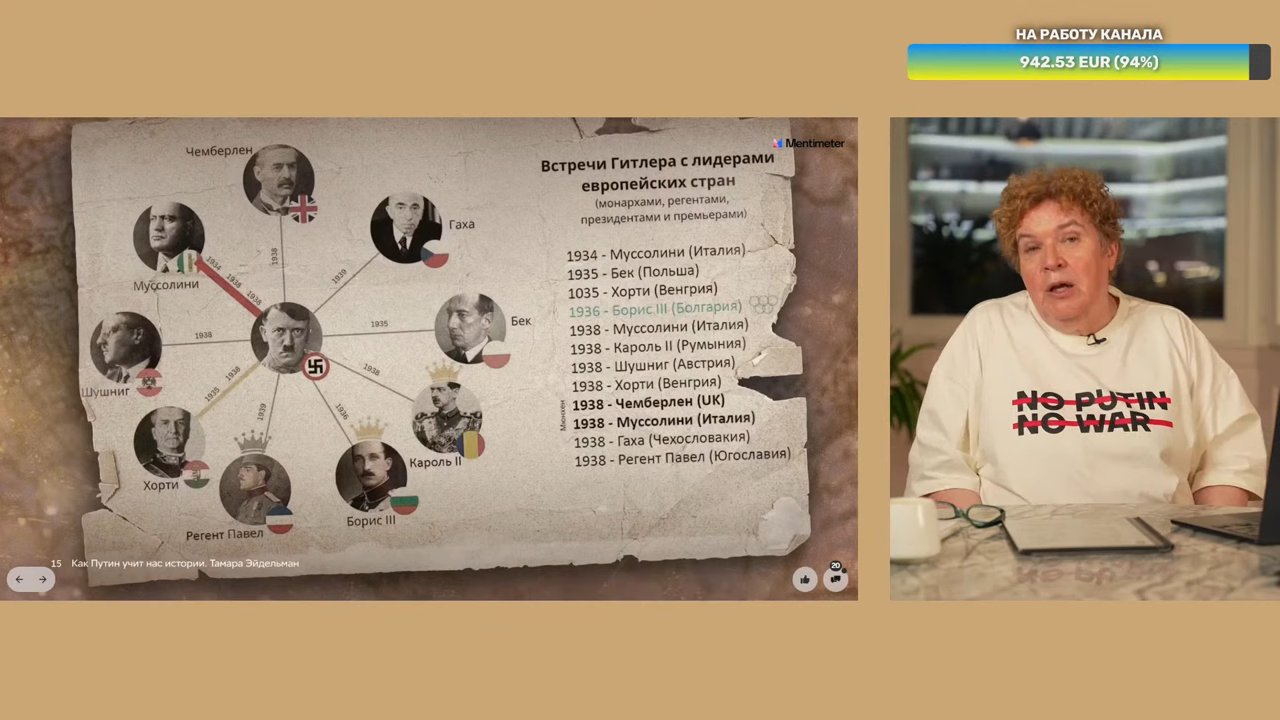 НА РАБОТУ КАНАЛА
942.53 EUR (94%)
Mentimeter
Встречи Гитлера с лидерами
европейских стран
(монархами, регентами,
президентами и премьерами)
1934 - Муссолини (Италия)
1935 - Бек (Польша)
1035 - Хорти (Венгрия)
1936 - Борис III (Болгария)
1938 - Муссолини (Италия)
1938 - Кароль II (Румыния)
1938 - Шушниг (Австрия)
1938 - Хорти (Венгрия)
1938 - Чемберлен (UK)
1938 - Муссолини (Италия)
1938 - Гаха (Чехословакия)
1938 - Регент Павел (Югославия)
Мюнхен
Чемберлен
Гаха
Муссолини
Бек
Шушниг
Кароль II
Хорти
Борис III
Регент Павел
1938
1939
1934
1938
1938
1935
1938
1938
1935
1938
1939
1936
15 Как Путин учит нас истории. Тамара Эйдельман
20
NO PUTIN
NO WAR